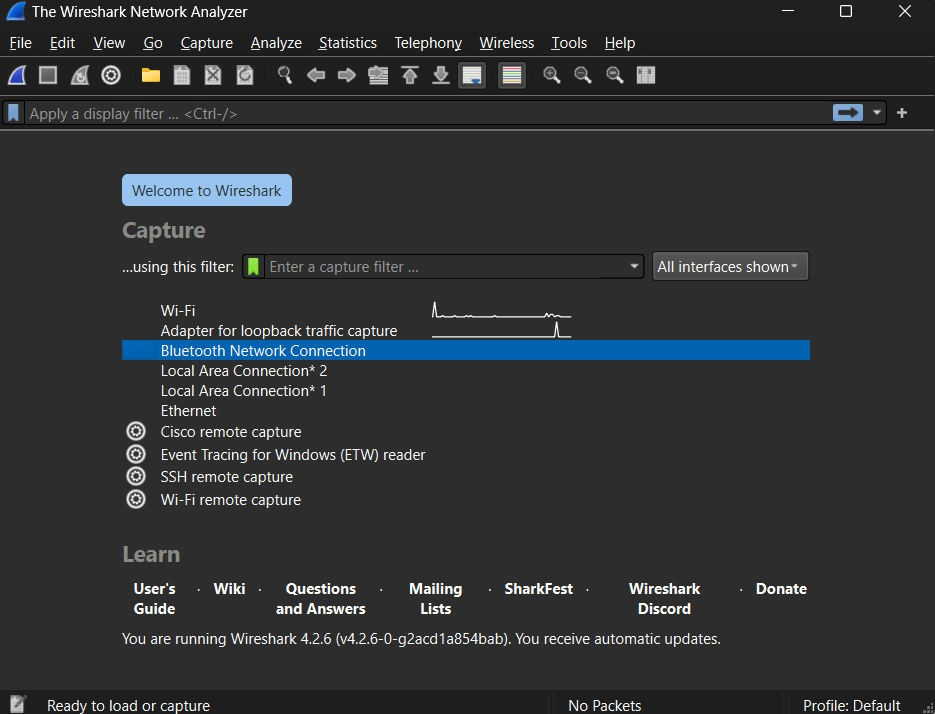 The Wireshark Network Analyzer
File Edit View Go Capture Analyze Statistics Telephony Wireless Tools Help
Apply a display filter ... <Ctrl-/>
Welcome to Wireshark
Capture
...using this filter: Enter a capture filter ... All interfaces shown
Wi-Fi
Adapter for loopback traffic capture
Bluetooth Network Connection
Local Area Connection* 2
Local Area Connection* 1
Ethernet
Cisco remote capture
Event Tracing for Windows (ETW) reader
SSH remote capture
Wi-Fi remote capture
Learn
User's Guide · Wiki · Questions and Answers · Mailing Lists · SharkFest · Wireshark Discord · Donate
You are running Wireshark 4.2.6 (v4.2.6-0-g2acd1a854bab). You receive automatic updates.
Ready to load or capture No Packets Profile: Default